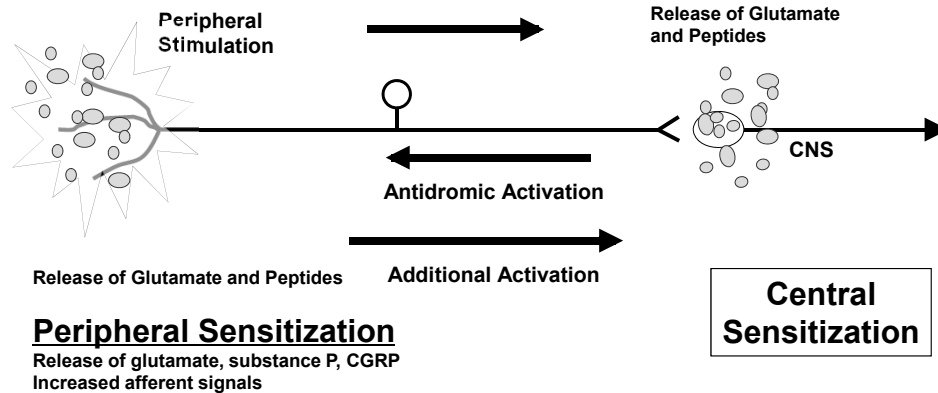 Peripheral
Stimulation
Release of Glutamate
and Peptides
CNS
Antidromic Activation
Release of Glutamate and Peptides
Additional Activation
Central
Sensitization
Peripheral Sensitization
Release of glutamate, substance P, CGRP
Increased afferent signals